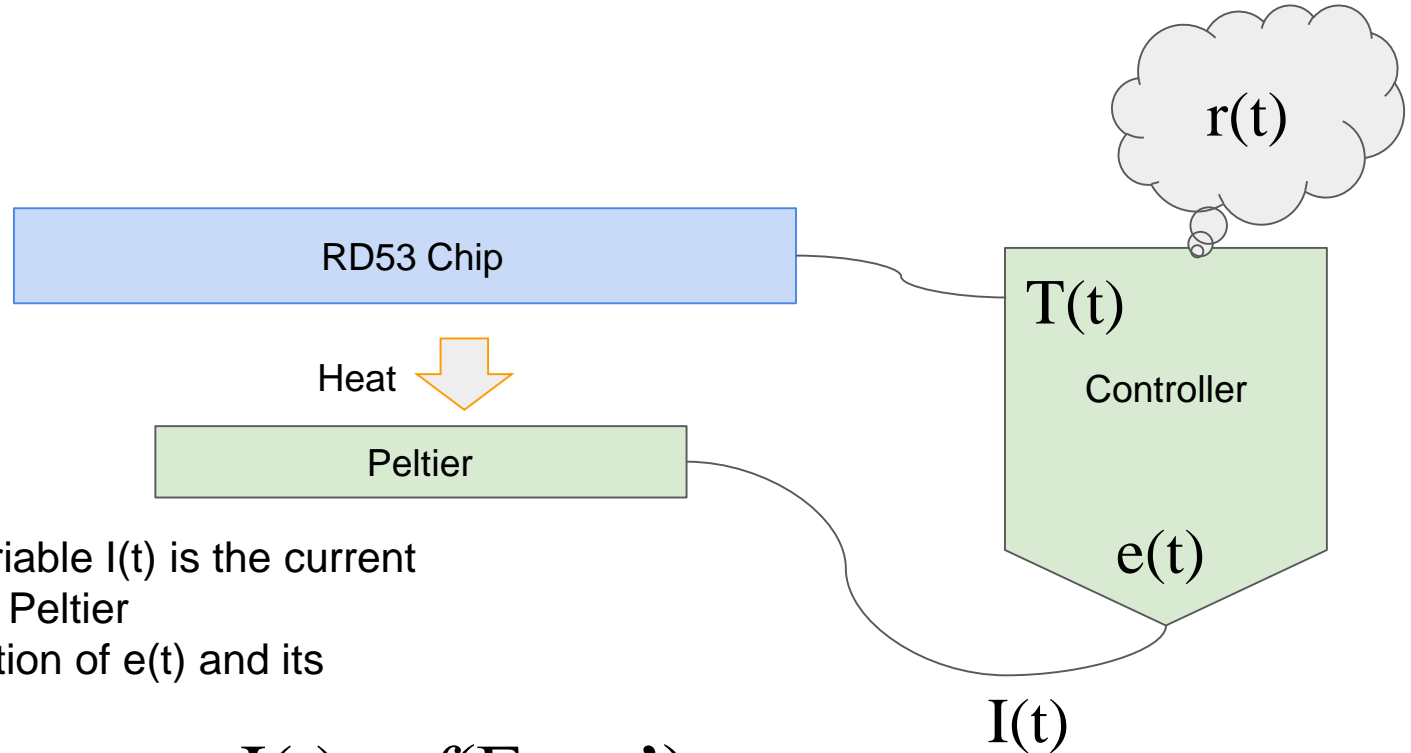 r(t)
RD53 Chip
T(t)
Heat
Controller
Peltier
e(t)
riable I(t) is the current
Peltier
tion of e(t) and its
I(t)